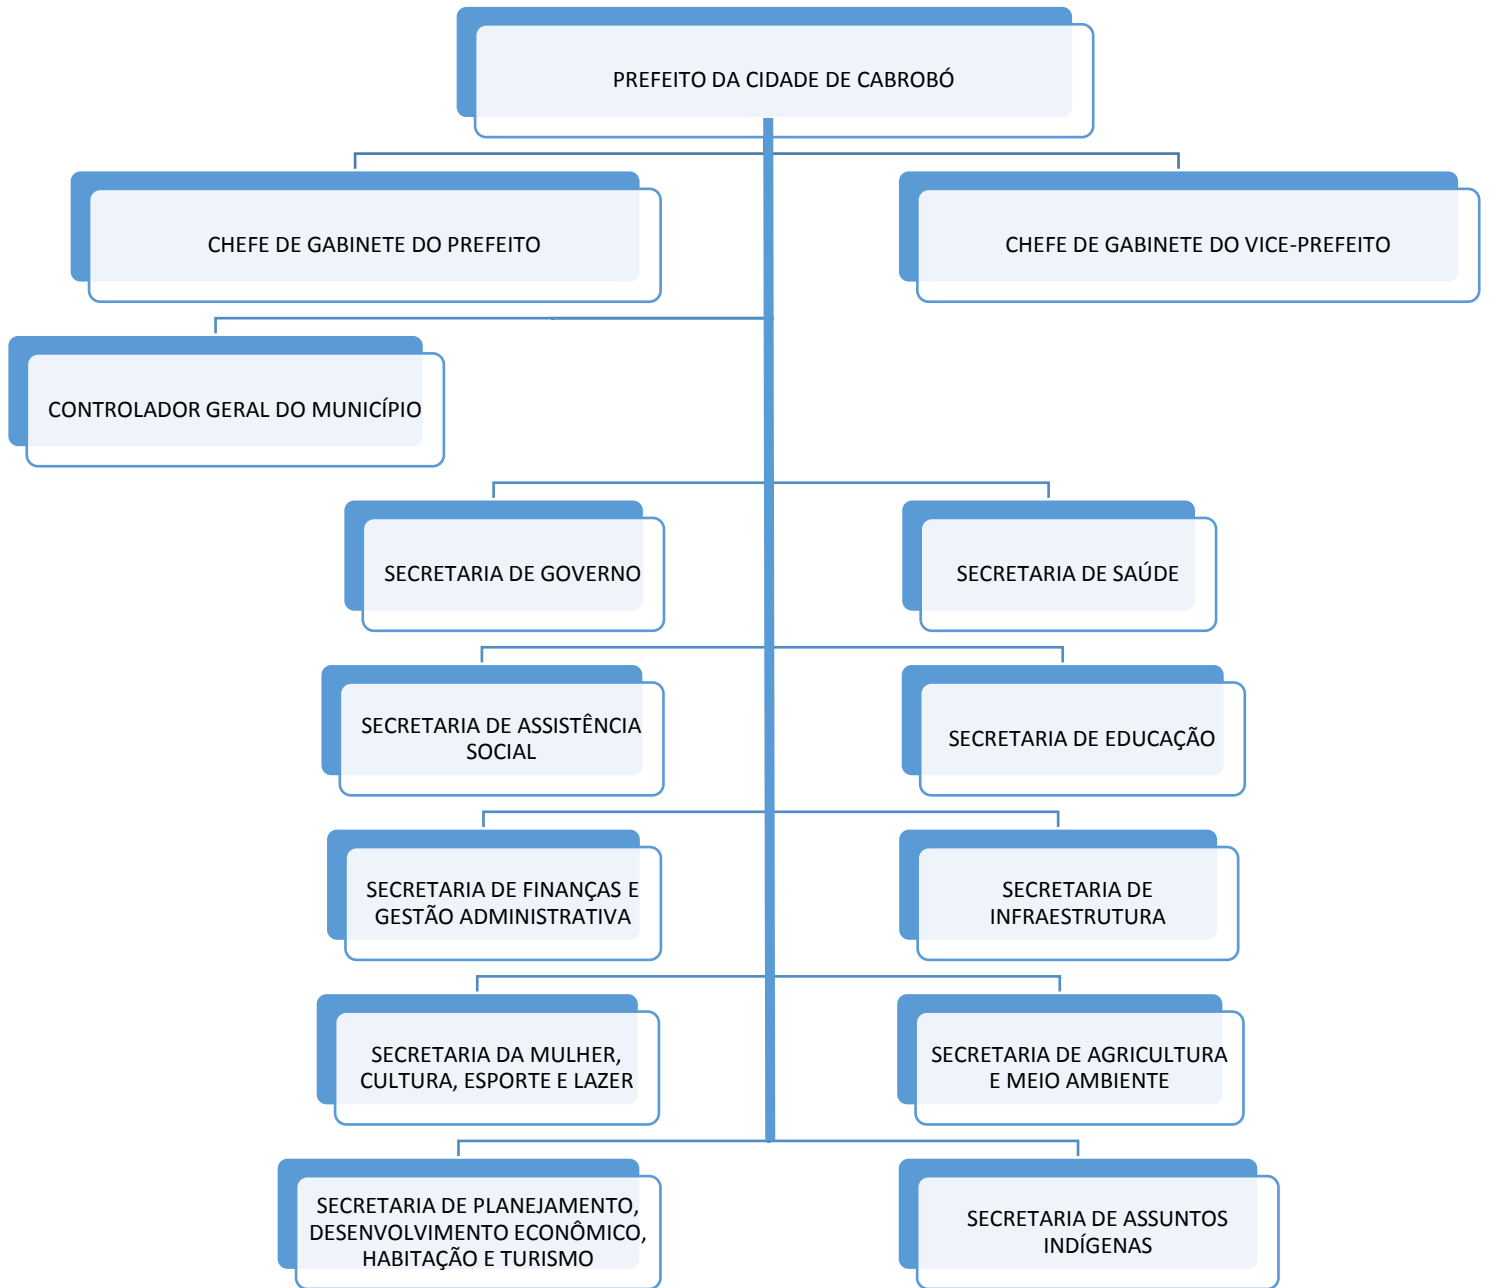 PREFEITO DA CIDADE DE CABROBÓ
CHEFE DE GABINETE DO PREFEITO
CHEFE DE GABINETE DO VICE-PREFEITO
CONTROLADOR GERAL DO MUNICÍPIO
SECRETARIA DE GOVERNO
SECRETARIA DE SAÚDE
SECRETARIA DE ASSISTÊNCIA
SOCIAL
SECRETARIA DE EDUCAÇÃO
SECRETARIA DE FINANÇAS E
GESTÃO ADMINISTRATIVA
SECRETARIA DE
INFRAESTRUTURA
SECRETARIA DA MULHER,
CULTURA, ESPORTE E LAZER
SECRETARIA DE AGRICULTURA
E MEIO AMBIENTE
SECRETARIA DE PLANEJAMENTO,
DESENVOLVIMENTO ECONÔMICO,
HABITAÇÃO E TURISMO
SECRETARIA DE ASSUNTOS
INDÍGENAS